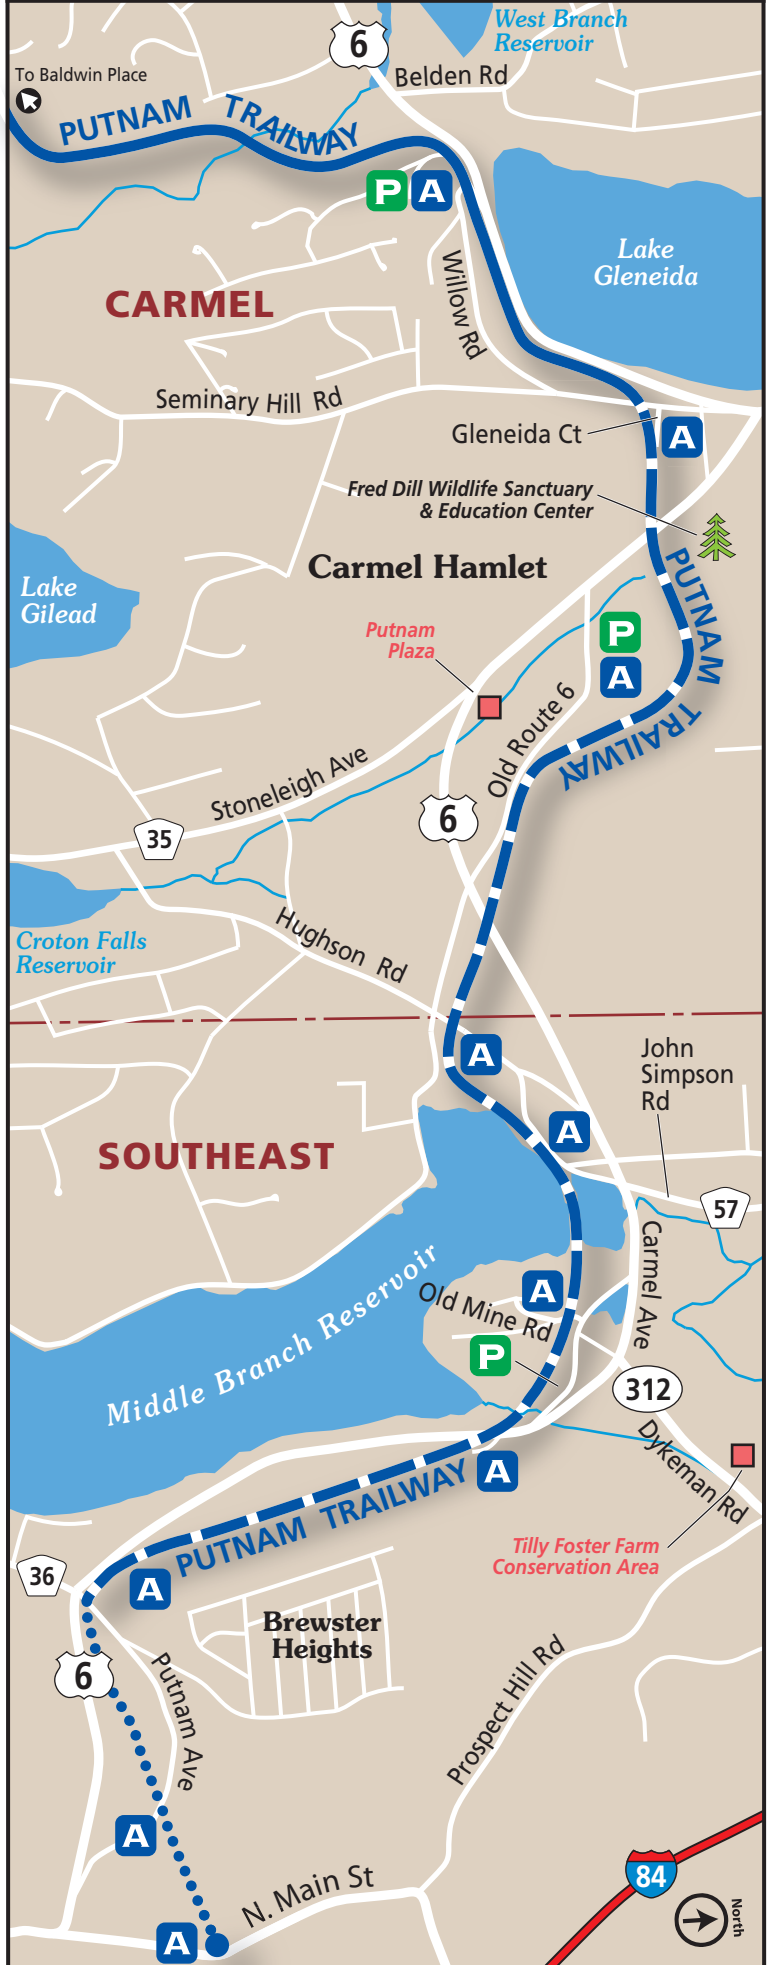 West Branch
Reservoir
6
Belden Rd
To Baldwin Place
PUTNAM TRAILWAY
P A
Lake
Gleneida
Willow Rd
CARMEL
Seminary Hill Rd
Gleneida Ct
A
Fred Dill Wildlife Sanctuary
& Education Center
Carmel Hamlet
Lake
Gilead
PUTNAM TRAILWAY
P
A
Putnam
Plaza
Old Route 6
Stoneleigh Ave
6
35
Hughson Rd
Croton Falls
Reservoir
A
John
Simpson
Rd
A
SOUTHEAST
57
Carmel Ave
Middle Branch Reservoir
A
Old Mine Rd
P
312
Dykeman Rd
A
PUTNAM TRAILWAY
Tilly Foster Farm
Conservation Area
36
A
Brewster
Heights
6
Putnam Ave
Prospect Hill Rd
A
84
N. Main St
North
A